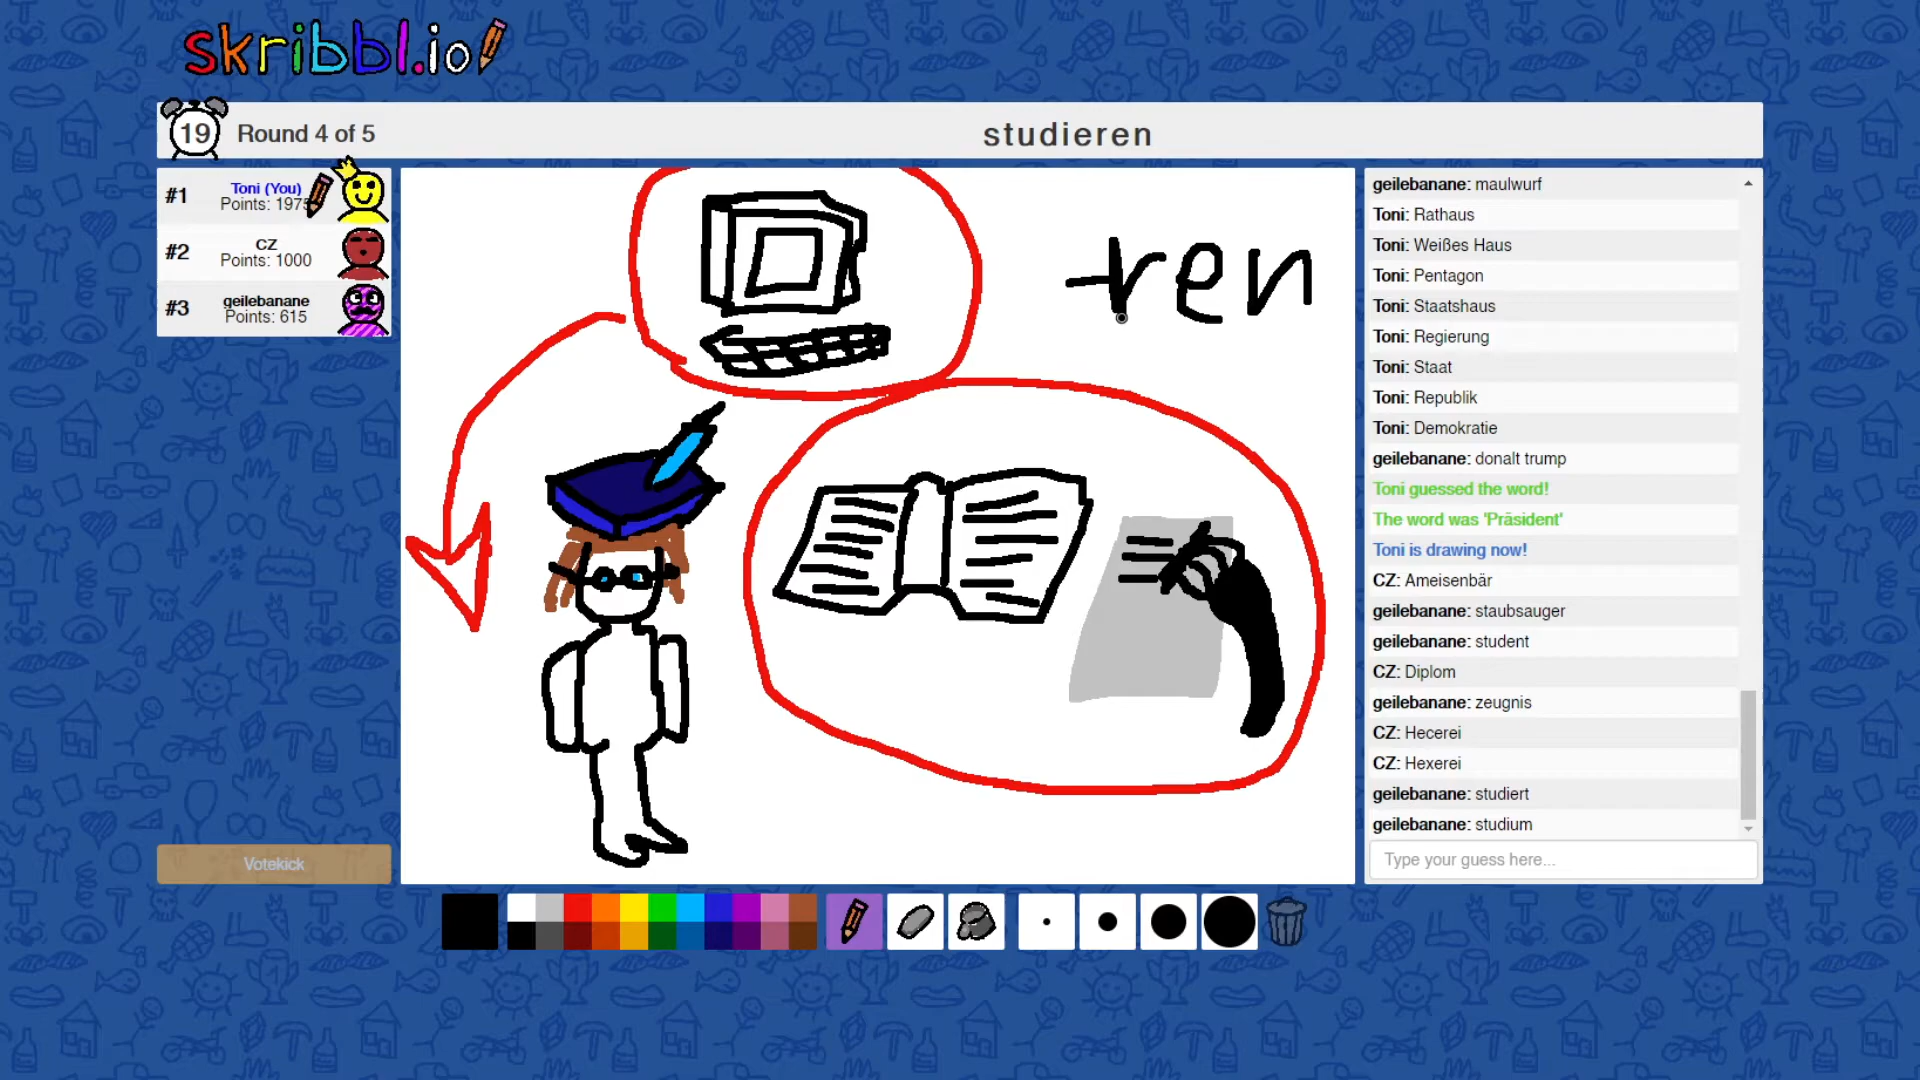 skribbl.io
19
Round 4 of 5
studieren
#1
Toni (You)
Points: 1975
#2
CZ
Points: 1000
#3
geilebanane
Points: 615
Votekick
-ren
geilebanane: maulwurf
Toni: Rathaus
Toni: Weißes Haus
Toni: Pentagon
Toni: Staatshaus
Toni: Regierung
Toni: Staat
Toni: Republik
Toni: Demokratie
geilebanane: donalt trump
Toni guessed the word!
The word was 'Präsident'
Toni is drawing now!
CZ: Ameisenbär
geilebanane: staubsauger
geilebanane: student
CZ: Diplom
geilebanane: zeugnis
CZ: Hecerei
CZ: Hexerei
geilebanane: studiert
geilebanane: studium
Type your guess here...